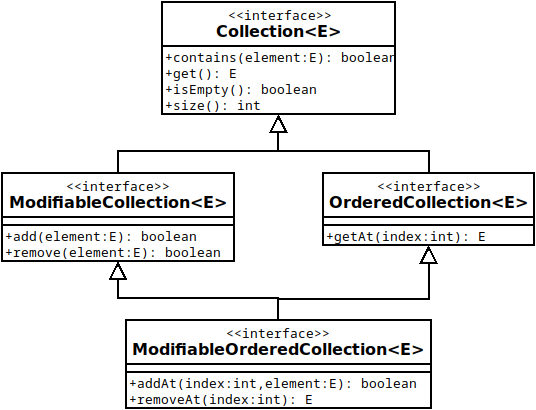 <<interface>>
Collection<E>
+contains(element:E): boolean
+get(): E
+isEmpty(): boolean
+size(): int
<<interface>>
ModifiableCollection<E>
+add(element:E): boolean
+remove(element:E): boolean
<<interface>>
OrderedCollection<E>
+getAt(index:int): E
<<interface>>
ModifiableOrderedCollection<E>
+addAt(index:int,element:E): boolean
+removeAt(index:int): E